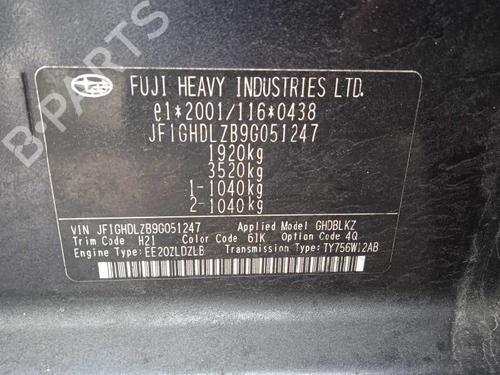 B-PARTS
FUJI HEAVY INDUSTRIES LTD.
e1*2001/116*0438
JF1GHDLZB9G051247
1920kg
3520kg
1-1040kg
2-1040kg
VIN JF1GHDLZB9G051247 Applied Model GHDBLKZ
Trim Code H21 Color Code 61K Option Code 4Q
Engine Type:EE20ZLDZLB Transmission Type:TY756W12AB